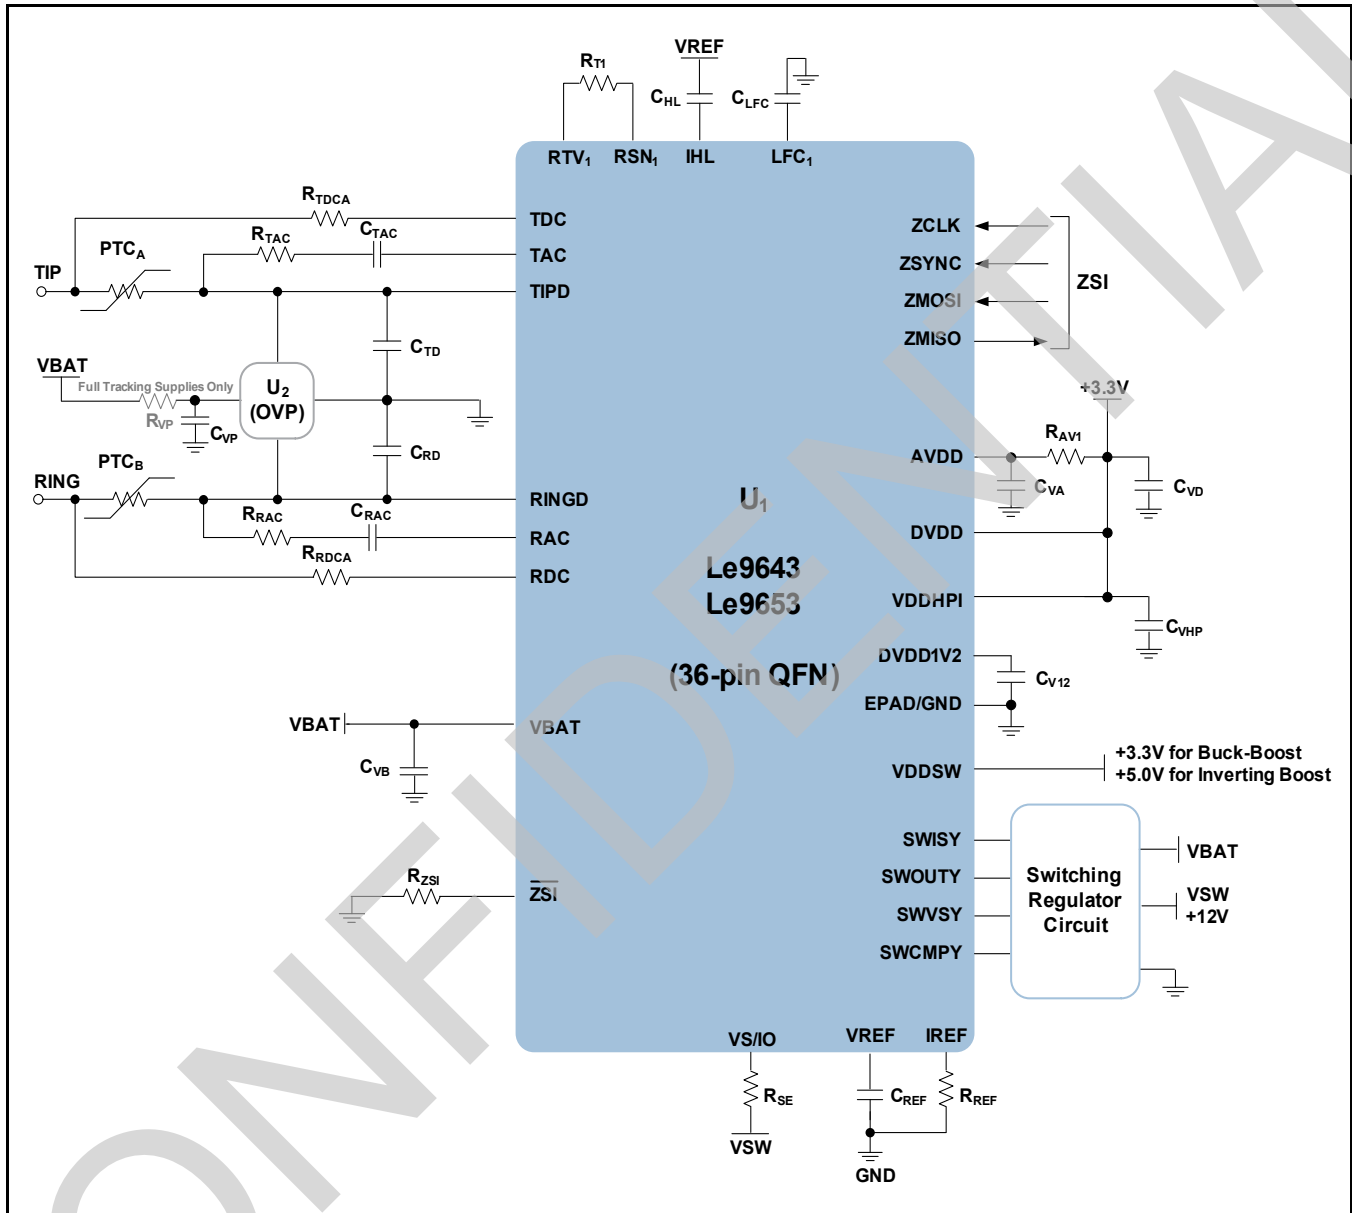 VREF
RT1
CHL
CLFC
RTV1
RSN1
IHL
LFC1
RTDCA
TDC
ZCLK
RTAC
CTAC
TAC
PTCA
ZSYNC
ZSI
TIP
TIPD
ZMOSI
ZMISO
CTD
VBAT
Full Tracking Supplies Only
U2
(OVP)
RVP
CVP
+3.3V
CRD
RAV1
PTCB
AVDD
RING
RINGD
U1
CVA
CVD
RRAC
CRAC
RAC
DVDD
RRDCA
RDC
Le9643
Le9653
VDDHPI
CVHP
(36-pin QFN)
DVDD1V2
CV12
EPAD/GND
VBAT
VBAT
CVB
VDDSW
+3.3V for Buck-Boost
+5.0V for Inverting Boost
SWISY
VBAT
RZSI
ZSI
SWOUTY
Switching
Regulator
Circuit
VSW
+12V
SWVSY
SWCMPY
VS/IO
VREF
IREF
RSE
CREF
RREF
VSW
GND
CONFIDENTIAL